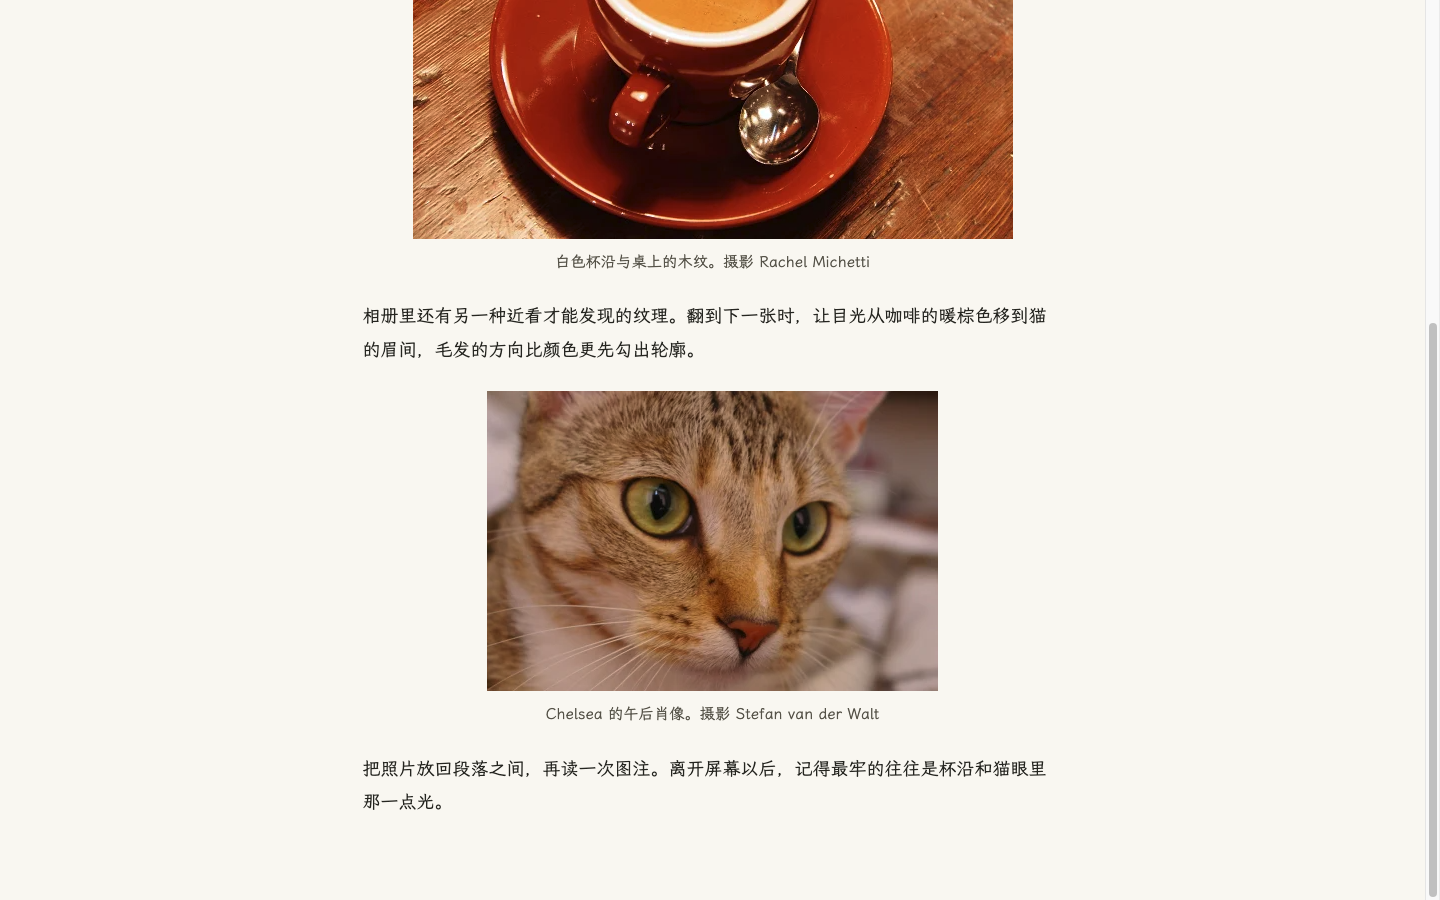 白色杯沿与桌上的木纹。摄影 Rachel Michetti
相册里还有另一种近看才能发现的纹理。翻到下一张时，让目光从咖啡的暖棕色移到猫
的眉间，毛发的方向比颜色更先勾出轮廓。
Chelsea 的午后肖像。摄影 Stefan van der Walt
把照片放回段落之间，再读一次图注。离开屏幕以后，记得最牢的往往是杯沿和猫眼里
那一点光。